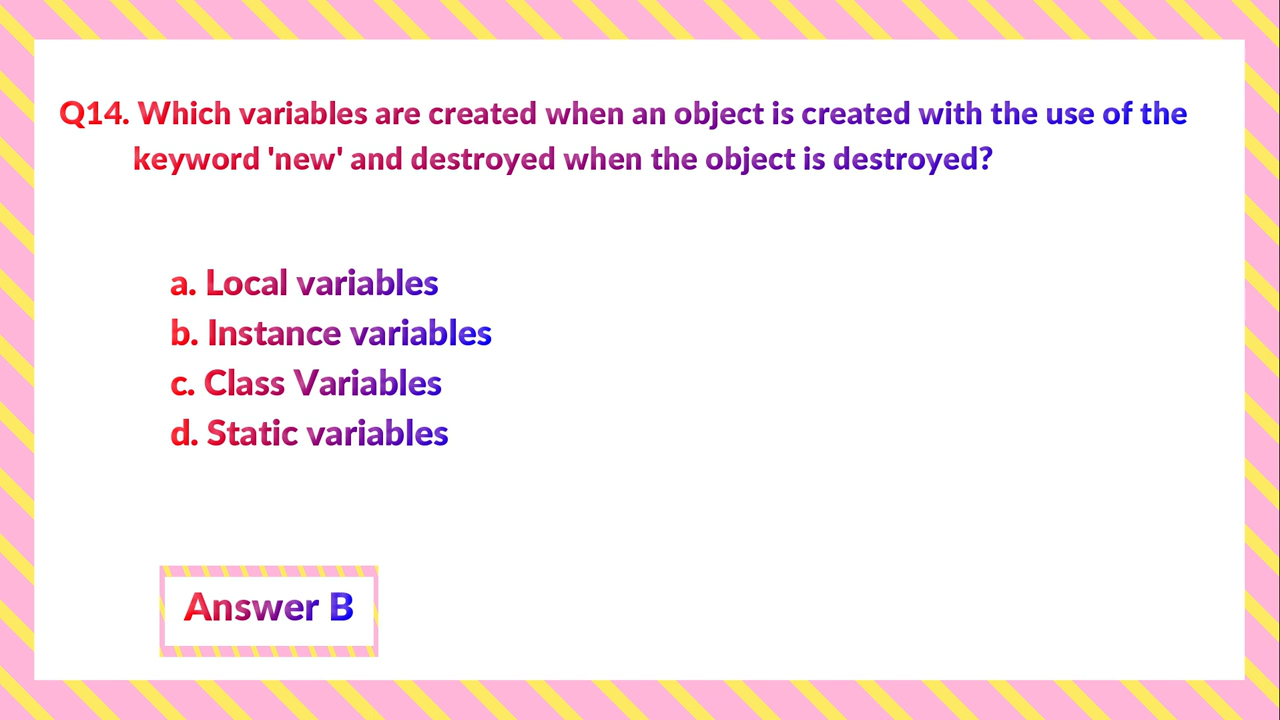 Q14. Which variables are created when an object is created with the use of the
keyword 'new' and destroyed when the object is destroyed?
a. Local variables
b. Instance variables
c. Class Variables
d. Static variables
Answer B